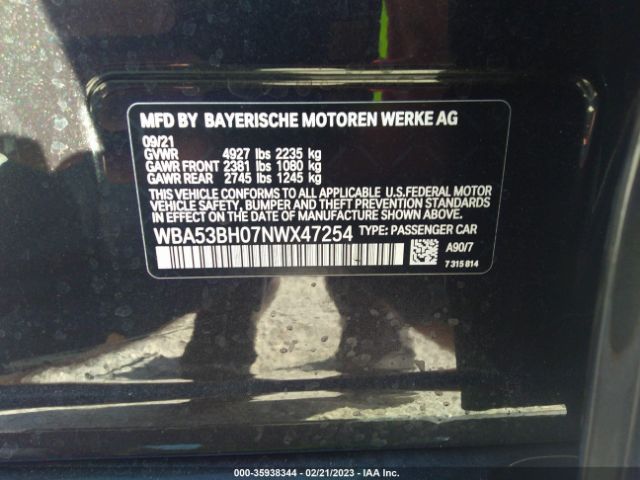 MFD BY BAYERISCHE MOTOREN WERKE AG
09/21
GVWR 4927 lbs 2235 kg
GAWR FRONT 2381 lbs 1080 kg
GAWR REAR 2745 lbs 1245 kg
THIS VEHICLE CONFORMS TO ALL APPLICABLE U.S.FEDERAL MOTOR
VEHICLE SAFETY, BUMPER AND THEFT PREVENTION STANDARDS
IN EFFECT ON THE DATE OF MANUFACTURE SHOWN ABOVE.
WBA53BH07NWX47254 TYPE: PASSENGER CAR
A90/7
7 315 814
000-35938344 - 02/21/2023 - IAA Inc.